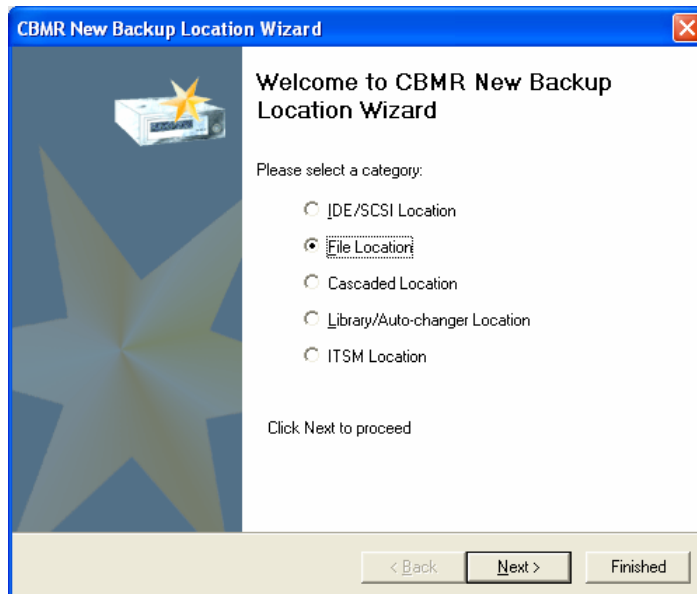 CBMR New Backup Location Wizard
Welcome to CBMR New Backup
Location Wizard
Please select a category:
IDE/SCSI Location
File Location
Cascaded Location
Library/Auto-changer Location
ITSM Location
Click Next to proceed
< Back
Next >
Finished